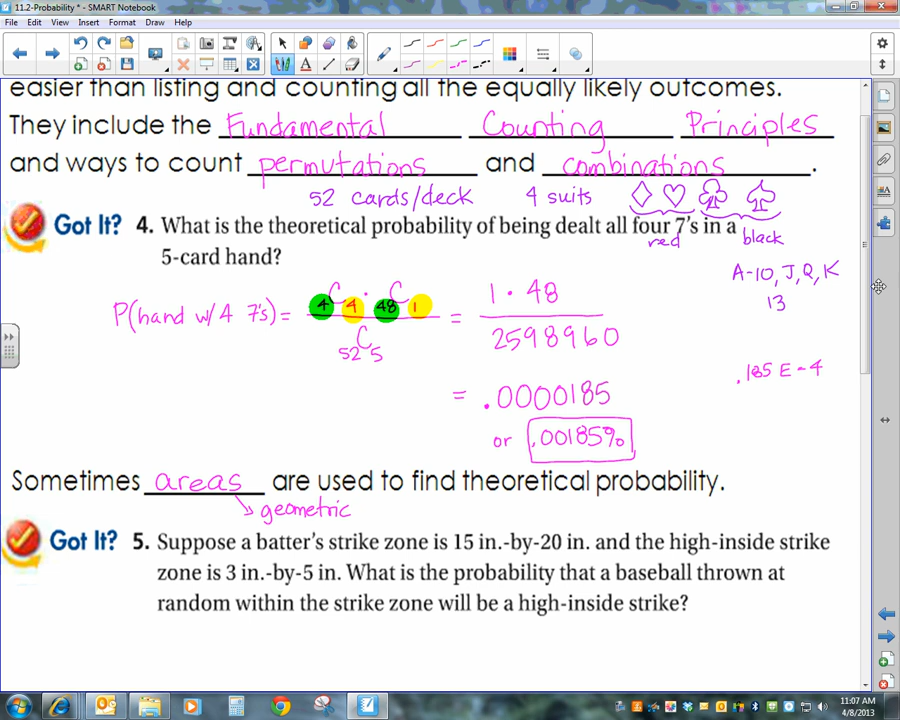 11.2-Probability * - SMART Notebook
File Edit View Insert Format Draw Help
easier than listing and counting all the equally likely outcomes.
They include the Fundamental Counting Principles
and ways to count permutations and combinations.
52 cards/deck 4 suits
Got It? 4. What is the theoretical probability of being dealt all four 7's in a
red black
5-card hand?
A-10, J, Q, K
13
P(hand w/4 7's) = 4C4 · 48C1 / 52C5 = 1 · 48 / 2598960
.185 E-4
= .0000185
or .00185%
Sometimes areas are used to find theoretical probability.
geometric
Got It? 5. Suppose a batter's strike zone is 15 in.-by-20 in. and the high-inside strike
zone is 3 in.-by-5 in. What is the probability that a baseball thrown at
random within the strike zone will be a high-inside strike?
11:07 AM
4/8/2013